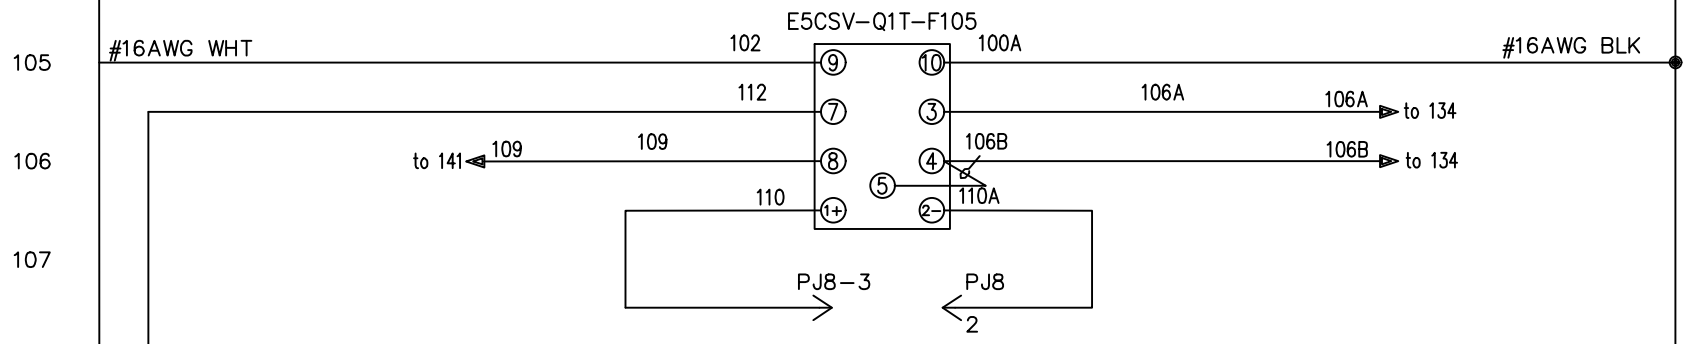 E5CSV-Q1T-F105
105 #16AWG WHT 102 9 10 100A #16AWG BLK
112 7 3 106A 106A to 134
106 to 141 109 109 8 4 106B 106B to 134
5
110 1+ 2- 110A
107
PJ8-3 PJ8
2